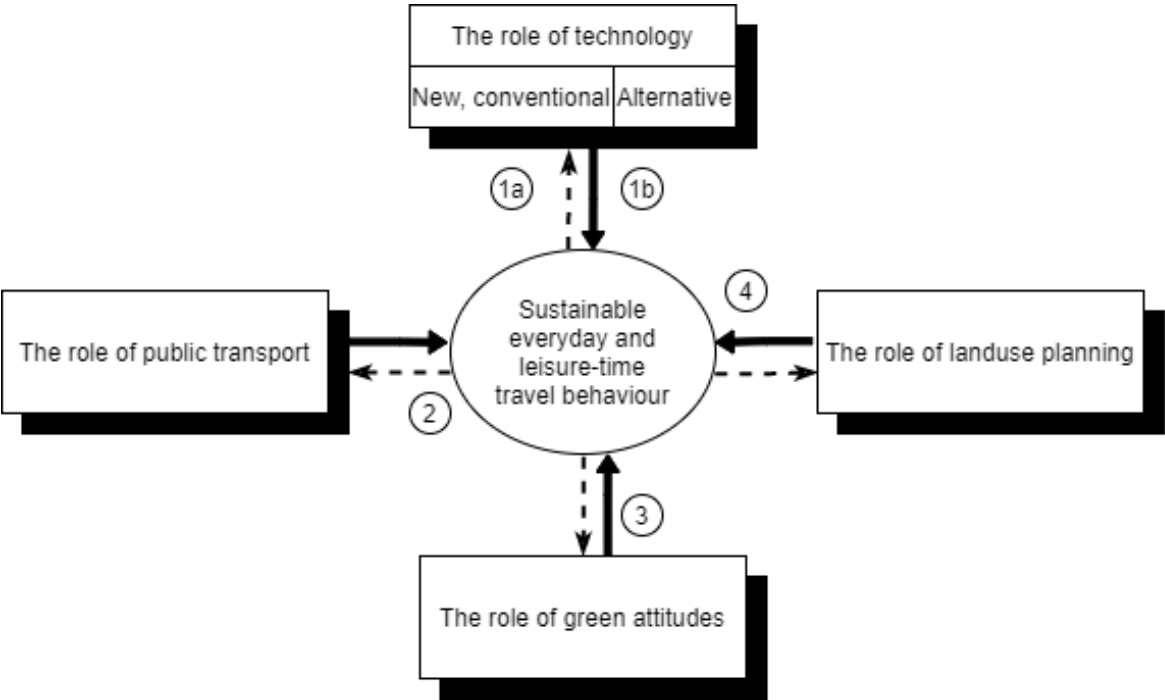 The role of technology
New, conventional
Alternative
1a
1b
4
Sustainable
everyday and
leisure-time
travel behaviour
The role of public transport
The role of landuse planning
2
3
The role of green attitudes